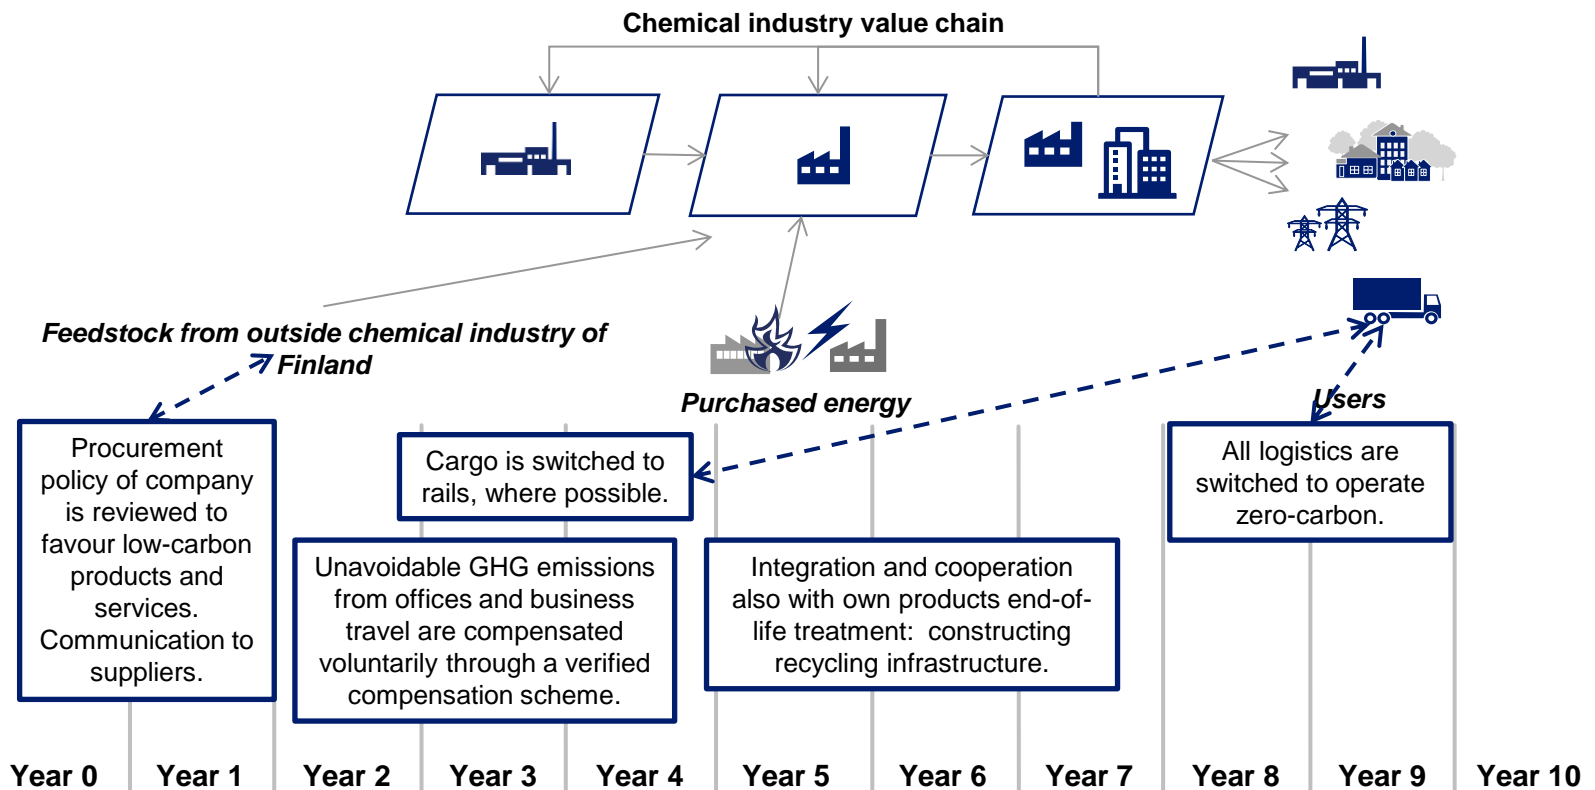 Chemical industry value chain
Feedstock from outside chemical industry of
Finland
Purchased energy
Users
Procurement
policy of company
is reviewed to
favour low-carbon
products and
services.
Communication to
suppliers.
Cargo is switched to
rails, where possible.
Unavoidable GHG emissions
from offices and business
travel are compensated
voluntarily through a verified
compensation scheme.
Integration and cooperation
also with own products end-of-
life treatment:  constructing
recycling infrastructure.
All logistics are
switched to operate
zero-carbon.
Year 0 Year 1 Year 2 Year 3 Year 4 Year 5 Year 6 Year 7 Year 8 Year 9 Year 10